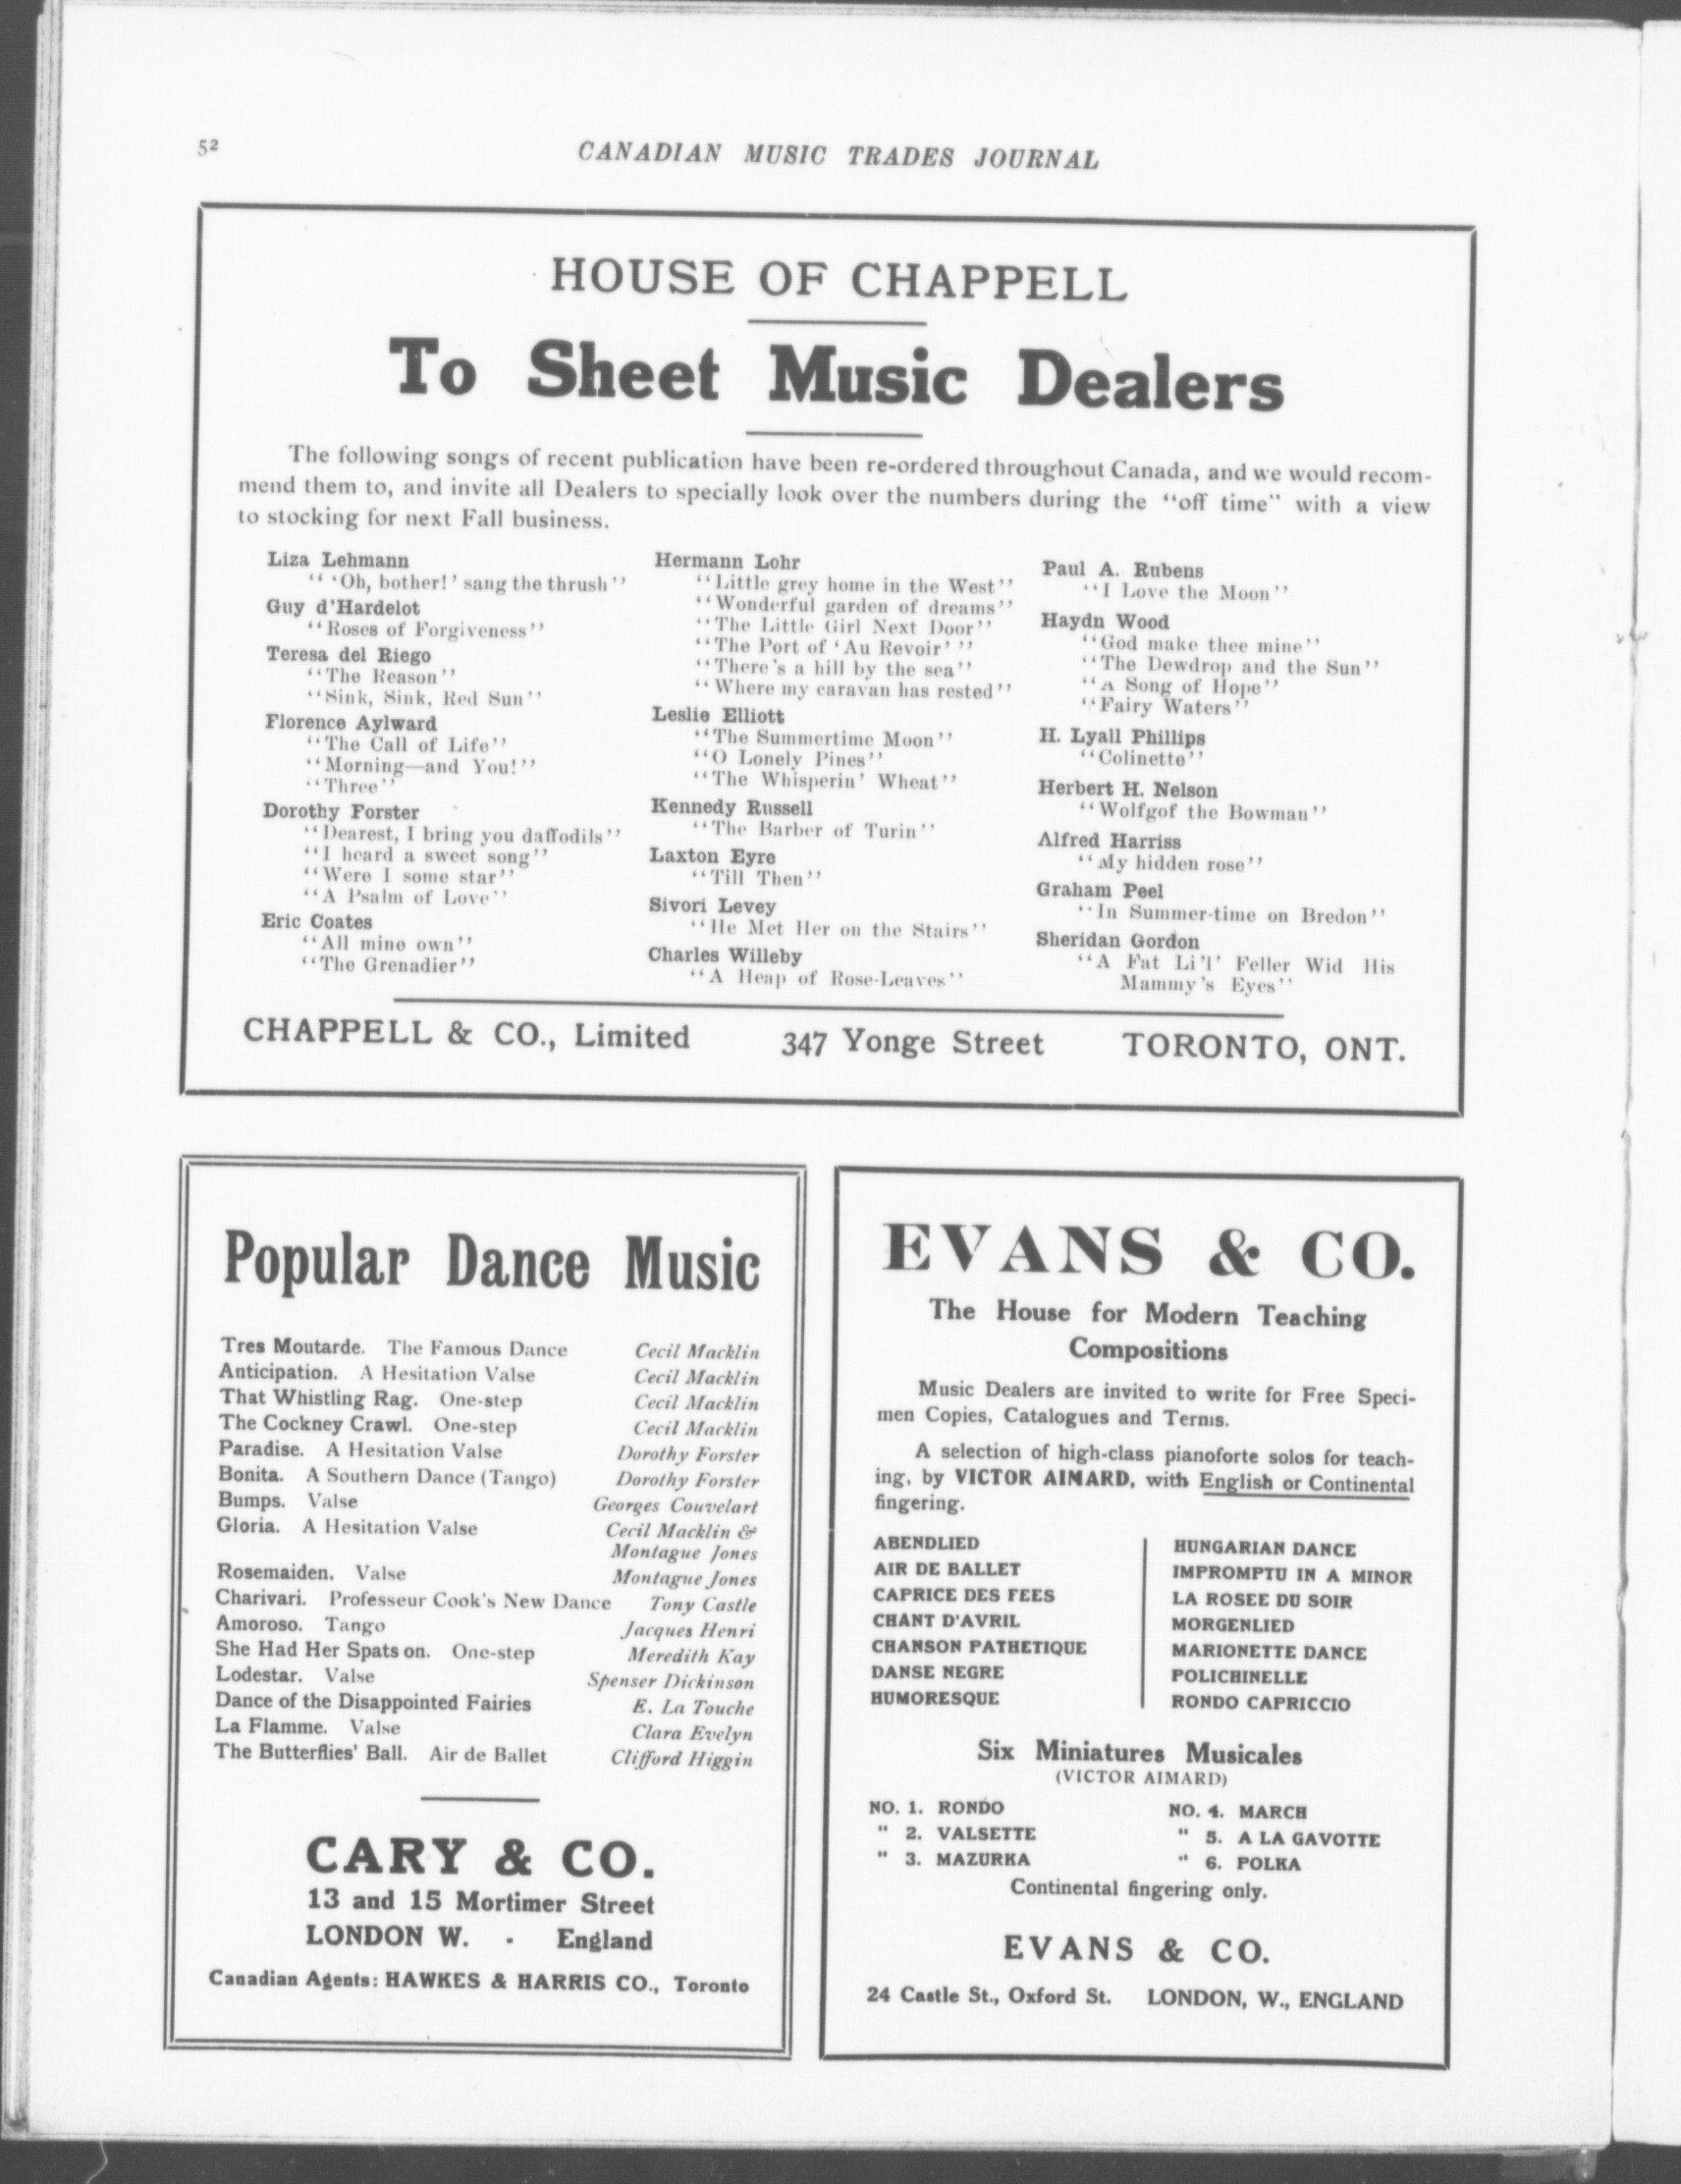 52
CANADIAN MUSIC TRADES JOURNAL
HOUSE OF CHAPPELL
To Sheet Music Dealers
The following songs of recent publication have been re-ordered throughout Canada, and we would recom-
mend them to, and invite all Dealers to specially look over the numbers during the "off time" with a view
to stocking for next Fall business.
Liza Lehmann
" 'Oh, bother!' sang the thrush"
Guy d'Hardelot
"Roses of Forgiveness"
Teresa del Riego
"The Reason"
"Sink, Sink, Red Sun"
Florence Aylward
"The Call of Life"
"Morning—and You!"
"Three"
Dorothy Forster
"Dearest, I bring you daffodils"
"I heard a sweet song"
"Were I some star"
"A Psalm of Love"
Eric Coates
"All mine own"
"The Grenadier"
Hermann Lohr
"Little grey home in the West"
"Wonderful garden of dreams"
"The Little Girl Next Door"
"The Port of 'Au Revoir' "
"There's a hill by the sea"
"Where my caravan has rested"
Leslie Elliott
"The Summertime Moon"
"O Lonely Pines"
"The Whisperin' Wheat"
Kennedy Russell
"The Barber of Turin"
Laxton Eyre
"Till Then"
Sivori Levey
"He Met Her on the Stairs"
Charles Willeby
"A Heap of Rose-Leaves"
Paul A. Rubens
"I Love the Moon"
Haydn Wood
"God make thee mine"
"The Dewdrop and the Sun"
"A Song of Hope"
"Fairy Waters"
H. Lyall Phillips
"Colinette"
Herbert H. Nelson
"Wolfgof the Bowman"
Alfred Harriss
"My hidden rose"
Graham Peel
"In Summer-time on Bredon"
Sheridan Gordon
"A Fat Li'l' Feller Wid His
Mammy's Eyes"
CHAPPELL & CO., Limited 347 Yonge Street TORONTO, ONT.
Popular Dance Music
Tres Moutarde. The Famous Dance Cecil Macklin
Anticipation. A Hesitation Valse Cecil Macklin
That Whistling Rag. One-step Cecil Macklin
The Cockney Crawl. One-step Cecil Macklin
Paradise. A Hesitation Valse Dorothy Forster
Bonita. A Southern Dance (Tango) Dorothy Forster
Bumps. Valse Georges Couvelart
Gloria. A Hesitation Valse Cecil Macklin &
Montague Jones
Rosemaiden. Valse Montague Jones
Charivari. Professeur Cook's New Dance Tony Castle
Amoroso. Tango Jacques Henri
She Had Her Spats on. One-step Meredith Kay
Lodestar. Valse Spenser Dickinson
Dance of the Disappointed Fairies E. La Touche
La Flamme. Valse Clara Evelyn
The Butterflies' Ball. Air de Ballet Clifford Higgin
CARY & CO.
13 and 15 Mortimer Street
LONDON W. - England
Canadian Agents: HAWKES & HARRIS CO., Toronto
EVANS & CO.
The House for Modern Teaching
Compositions
Music Dealers are invited to write for Free Speci-
men Copies, Catalogues and Terms.
A selection of high-class pianoforte solos for teach-
ing, by VICTOR AIMARD, with English or Continental
fingering.
ABENDLIED
AIR DE BALLET
CAPRICE DES FEES
CHANT D'AVRIL
CHANSON PATHETIQUE
DANSE NEGRE
HUMORESQUE
HUNGARIAN DANCE
IMPROMPTU IN A MINOR
LA ROSEE DU SOIR
MORGENLIED
MARIONETTE DANCE
POLICHINELLE
RONDO CAPRICCIO
Six Miniatures Musicales
(VICTOR AIMARD)
NO. 1. RONDO
" 2. VALSETTE
" 3. MAZURKA
NO. 4. MARCH
" 5. A LA GAVOTTE
" 6. POLKA
Continental fingering only.
EVANS & CO.
24 Castle St., Oxford St. LONDON, W., ENGLAND